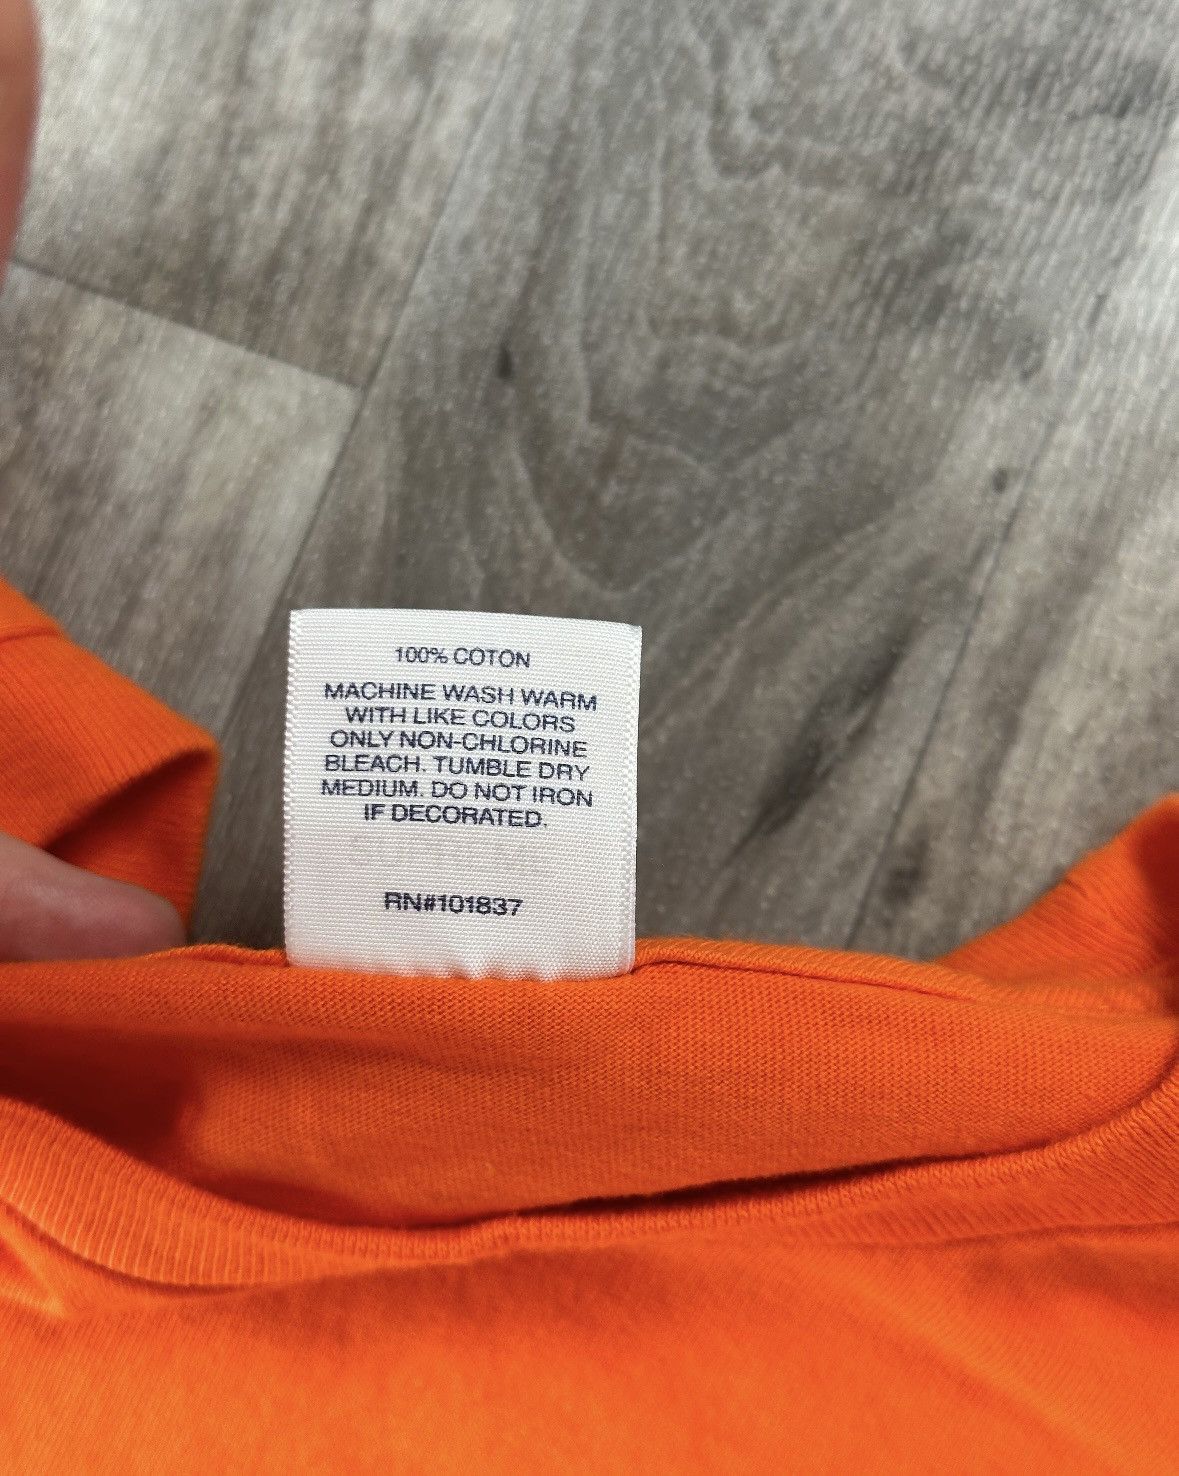 100% COTON
MACHINE WASH WARM
WITH LIKE COLORS
ONLY NON-CHLORINE
BLEACH. TUMBLE DRY
MEDIUM. DO NOT IRON
IF DECORATED.
RN#101837